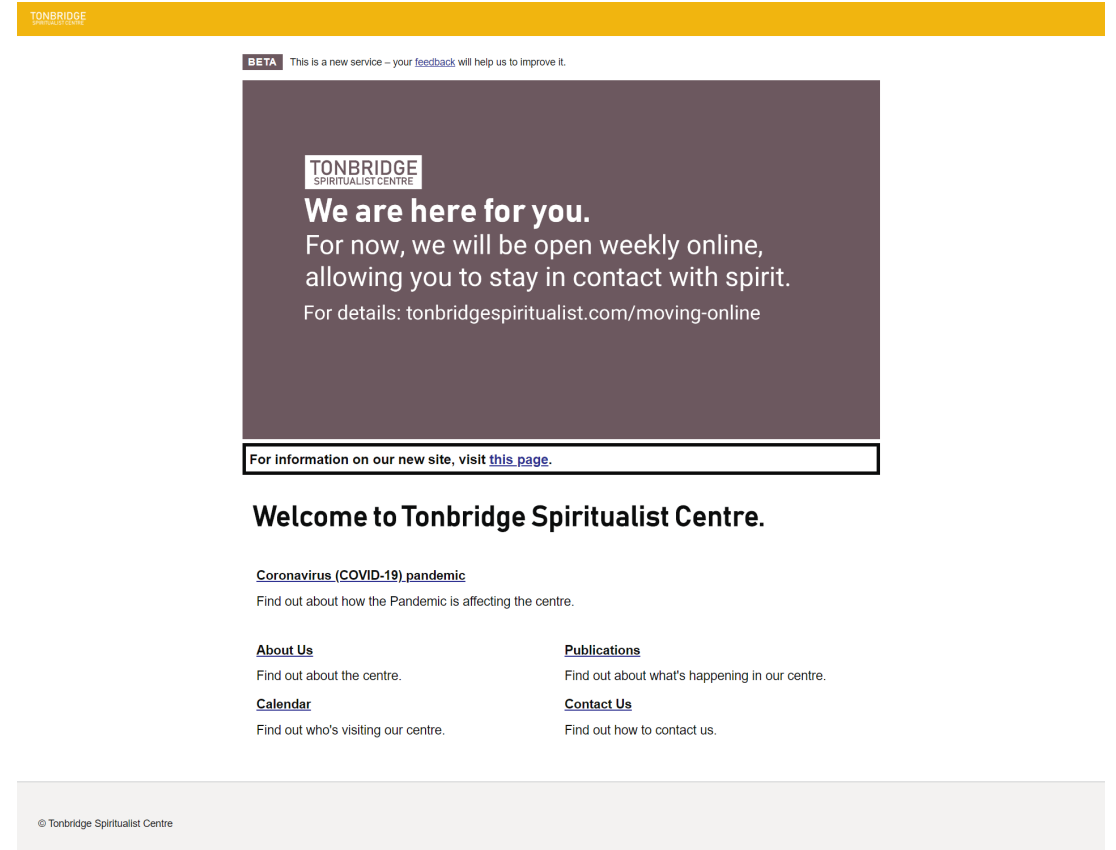 TONBRIDGE
SPIRITUALIST CENTRE
BETA This is a new service – your feedback will help us to improve it.
TONBRIDGE
SPIRITUALIST CENTRE
We are here for you.
For now, we will be open weekly online,
allowing you to stay in contact with spirit.
For details: tonbridgespiritualist.com/moving-online
For information on our new site, visit this page.
Welcome to Tonbridge Spiritualist Centre.
Coronavirus (COVID-19) pandemic
Find out about how the Pandemic is affecting the centre.
About Us
Find out about the centre.
Publications
Find out about what's happening in our centre.
Calendar
Find out who's visiting our centre.
Contact Us
Find out how to contact us.
© Tonbridge Spiritualist Centre